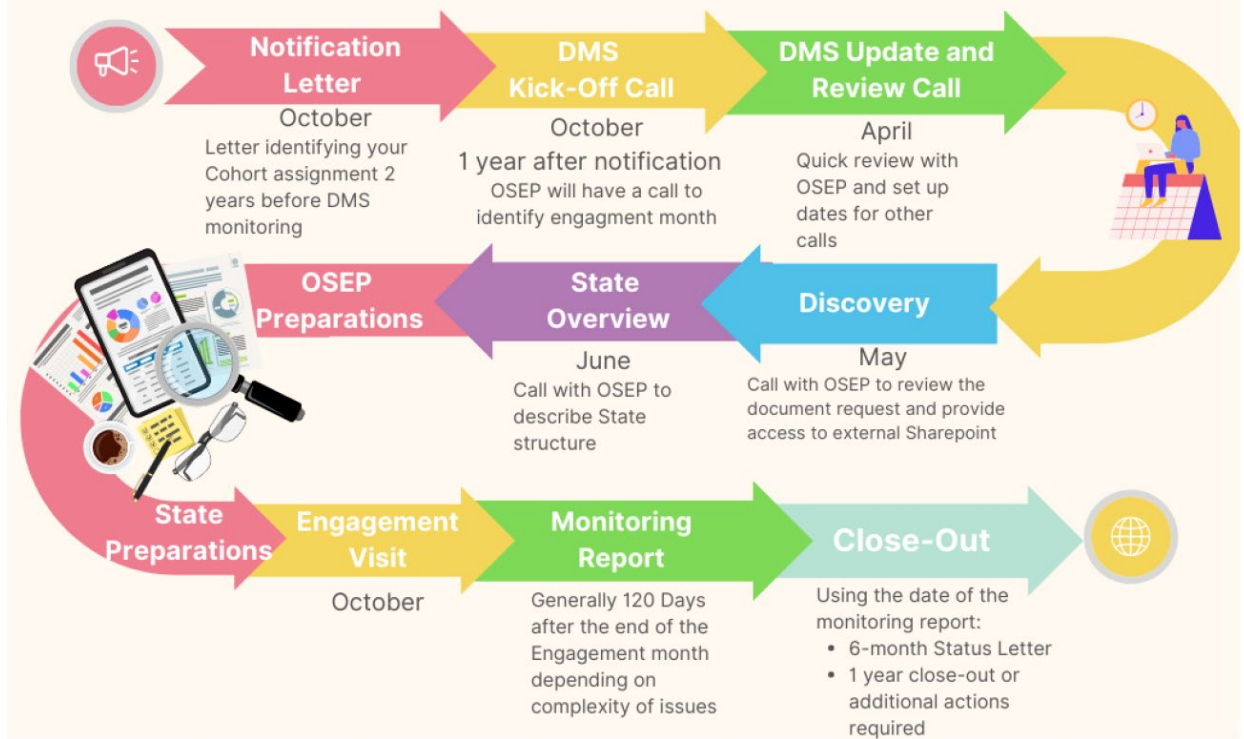 Notification
Letter
October
Letter identifying your
Cohort assignment 2
years before DMS
monitoring
DMS
Kick-Off Call
October
1 year after notification
OSEP will have a call to
identify engagment month
DMS Update and
Review Call
April
Quick review with
OSEP and set up
dates for other
calls
Discovery
May
Call with OSEP to review the
document request and provide
access to external Sharepoint
State
Overview
June
Call with OSEP to
describe State
structure
OSEP
Preparations
State
Preparations
Engagement
Visit
October
Monitoring
Report
Generally 120 Days
after the end of the
Engagement month
depending on
complexity of issues
Close-Out
Using the date of the
monitoring report:
• 6-month Status Letter
• 1 year close-out or
additional actions
required